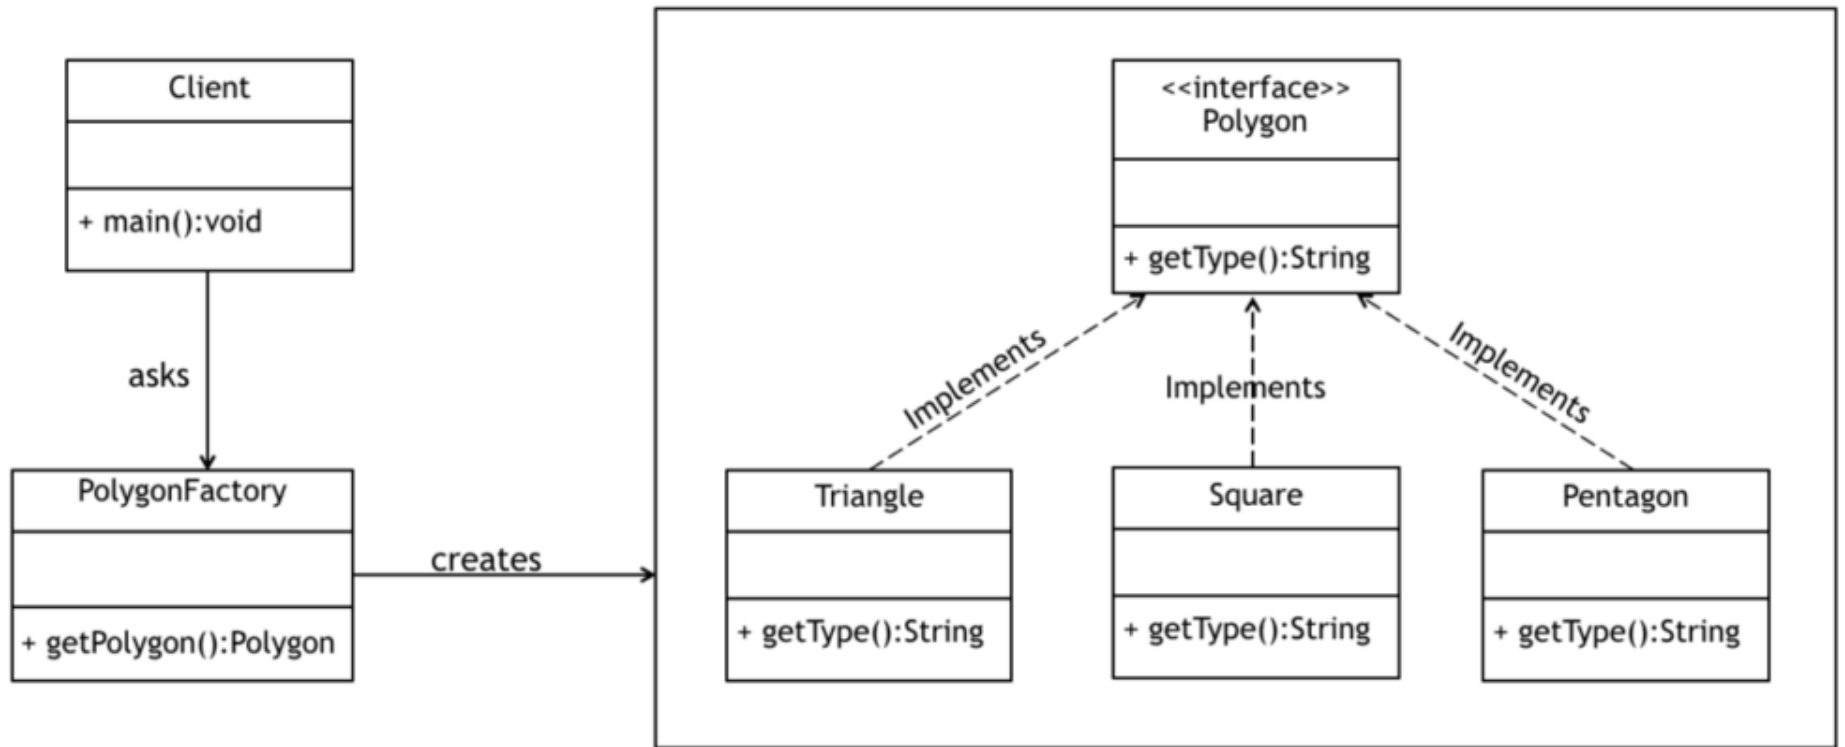 Client
+ main():void
asks
PolygonFactory
+ getPolygon():Polygon
creates
<<interface>>
Polygon
+ getType():String
Implements
Implements
Implements
Triangle
+ getType():String
Square
+ getType():String
Pentagon
+ getType():String